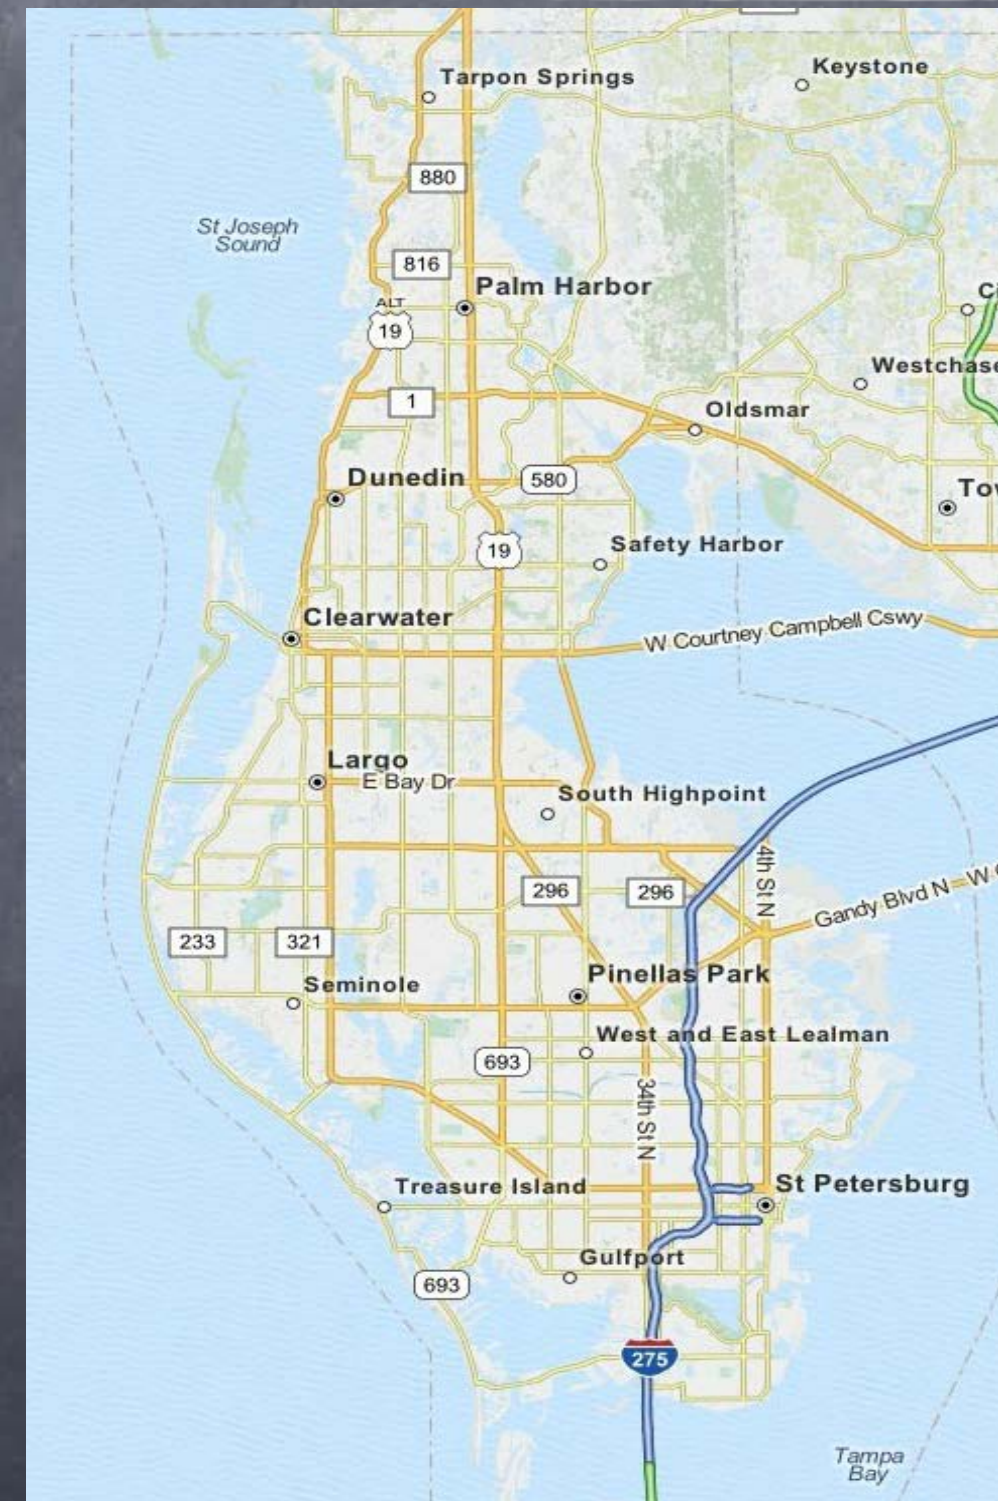 Tarpon Springs
Keystone
880
St Joseph
Sound
816
Palm Harbor
ALT
19
Westchase
1
Oldsmar
Dunedin
580
19
Safety Harbor
Clearwater
W Courtney Campbell Cswy
Largo
E Bay Dr
South Highpoint
4th St N
296
296
Gandy Blvd N
W
233
321
Seminole
Pinellas Park
West and East Lealman
693
34th St N
Treasure Island
St Petersburg
Gulfport
693
275
Tampa
Bay